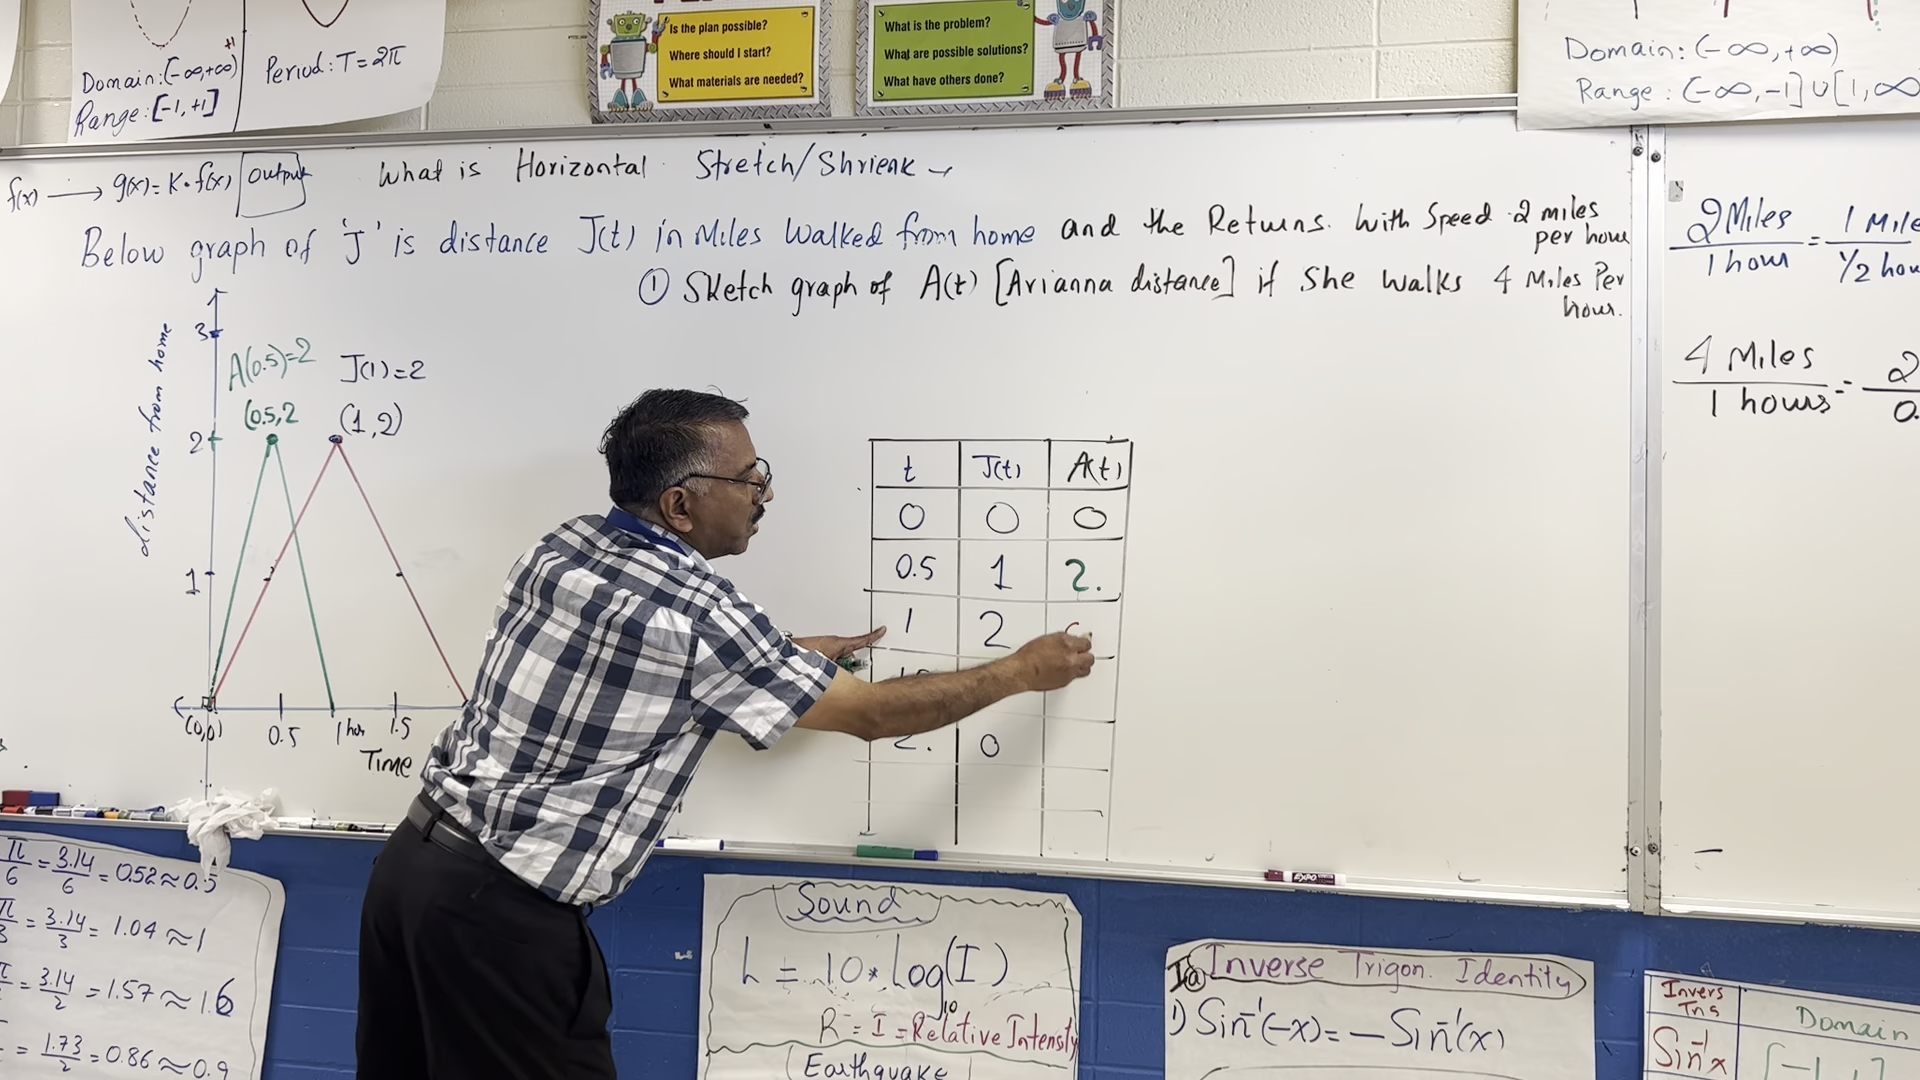 Domain: (-∞,+∞)
Range: [-1,+1]
+1
Period: T=2π
Is the plan possible?
Where should I start?
What materials are needed?
What is the problem?
What are possible solutions?
What have others done?
Domain: (-∞,+∞)
Range: (-∞,-1]∪[1,∞
f(x) → g(x)=K·f(x) Output
What is Horizontal Stretch/Shrienk
Below graph of 'J' is distance J(t) in Miles Walked from home and the Returns. With Speed 2 miles
per hour
① Sketch graph of A(t) [Arianna distance] if She walks 4 Miles Per
hour.
2 Miles
1 hour
=
1 Mile
1/2 hou
4 Miles
1 hours
=
2
0.
distance from home
3
2
1
A(0.5)=2
(0.5,2
J(1)=2
(1,2)
(0,0)
0.5
1 hour
1.5
Time
t J(t) A(t)
0 0 0
0.5 1 2.
1 2
2. 0
π/6 = 3.14/6 = 0.52 ≈ 0.5
π/3 = 3.14/3 = 1.04 ≈ 1
= 3.14/2 = 1.57 ≈ 1.6
= 1.73/2 = 0.86 ≈ 0.9
Sound
L = 10 * Log₁₀(I)
R = I = Relative Intensity
Earthquake
EXPO
Inverse Trigon. Identity
1) Sin⁻¹(-x) = -Sin⁻¹(x)
Invers
Domain
Sin⁻¹x